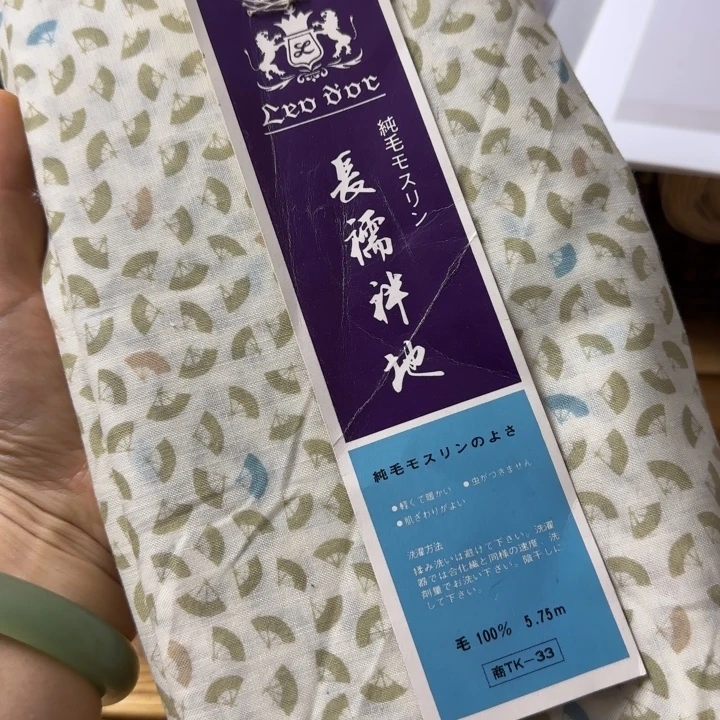 L
Leo d'or
純毛モスリン
長襦袢地
純毛モスリンのよさ
●軽くて暖かい ●虫がつきません
●肌ざわりがよい
洗濯方法
揉み洗いは避けて下さい。洗濯
器では合化繊と同様の速度・洗
剤量でお洗い下さい。陰干しに
して下さい。
毛 100% 5.75m
商TK-33